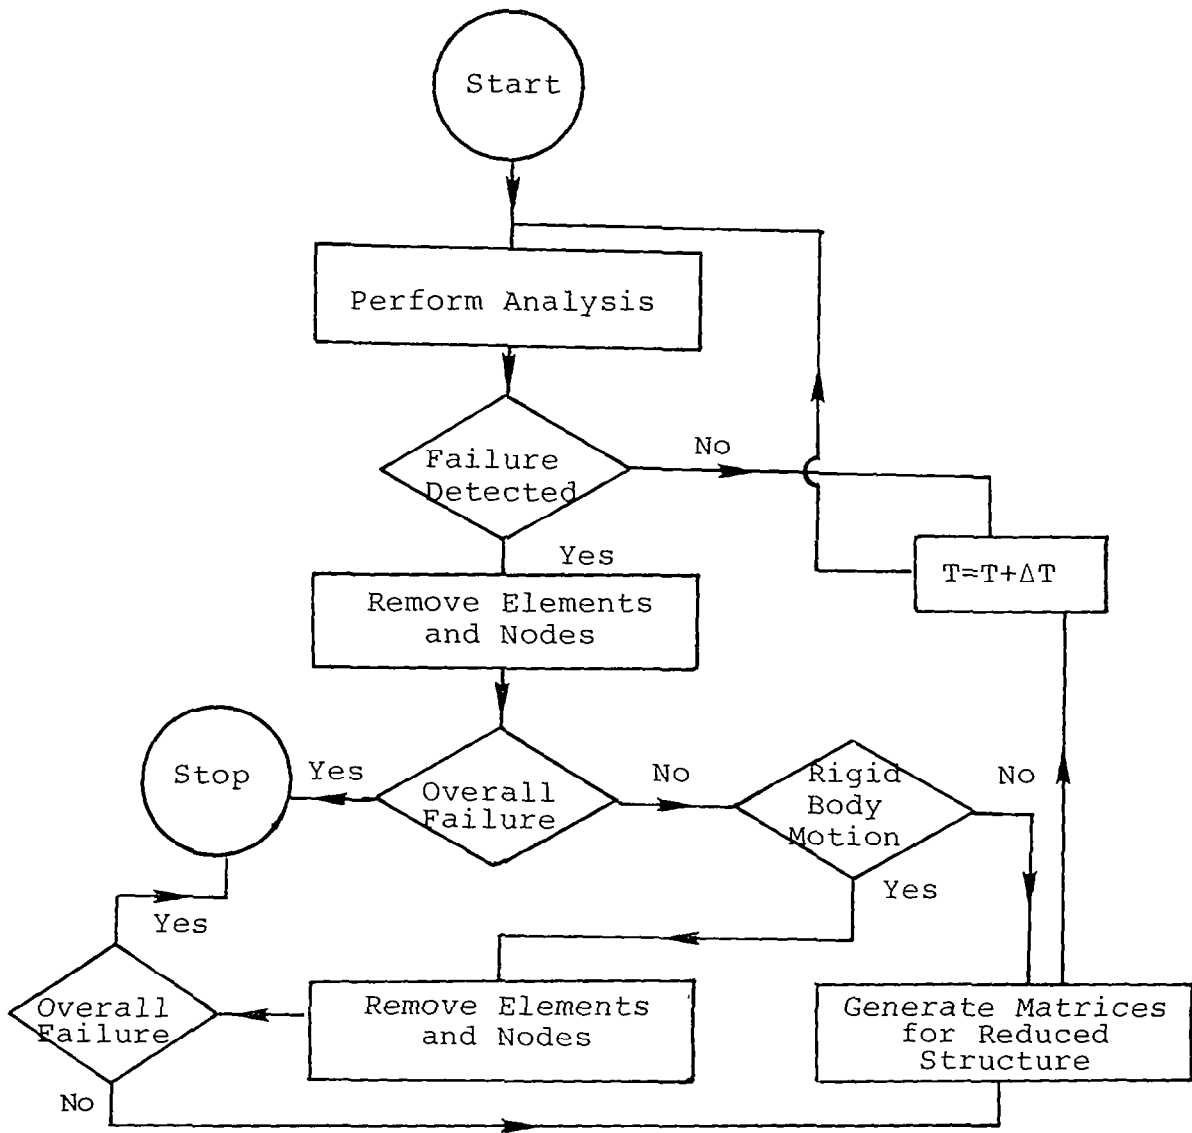 Start
Perform Analysis
No
Failure
Detected
Yes
T=T+ΔT
Remove Elements
and Nodes
Stop
Yes
Overall
Failure
No
Rigid
Body
Motion
No
Yes
Yes
Overall
Failure
Remove Elements
and Nodes
Generate Matrices
for Reduced
Structure
No